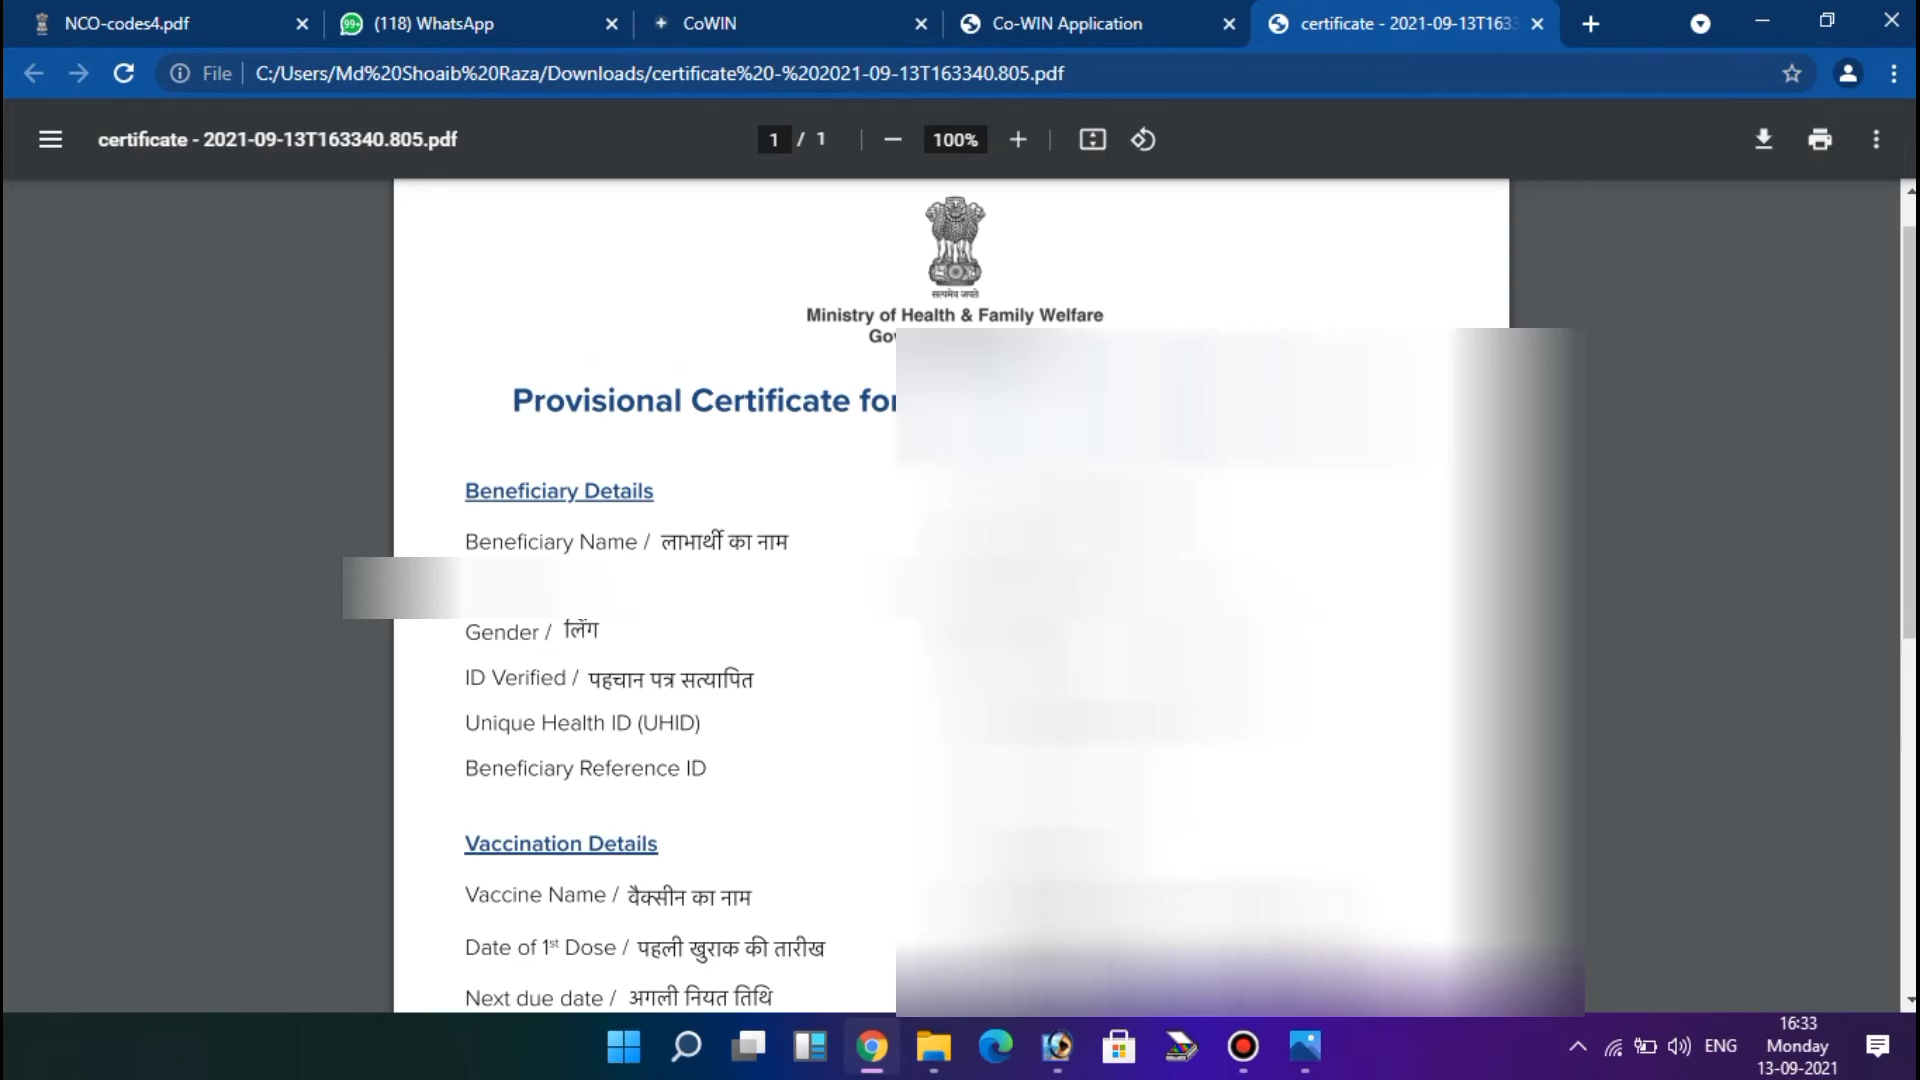 NCO-codes4.pdf
(118) WhatsApp
CoWIN
Co-WIN Application
certificate - 2021-09-13T1633
File
C:/Users/Md%20Shoaib%20Raza/Downloads/certificate%20-%202021-09-13T163340.805.pdf
certificate - 2021-09-13T163340.805.pdf
1 / 1
100%
सत्यमेव जयते
Ministry of Health & Family Welfare
Gov
Provisional Certificate for
Beneficiary Details
Beneficiary Name / लाभार्थी का नाम
Gender / लिंग
ID Verified / पहचान पत्र सत्यापित
Unique Health ID (UHID)
Beneficiary Reference ID
Vaccination Details
Vaccine Name / वैक्सीन का नाम
Date of 1st Dose / पहली खुराक की तारीख
Next due date / अगली नियत तिथि
99+
ENG
16:33
Monday
13-09-2021